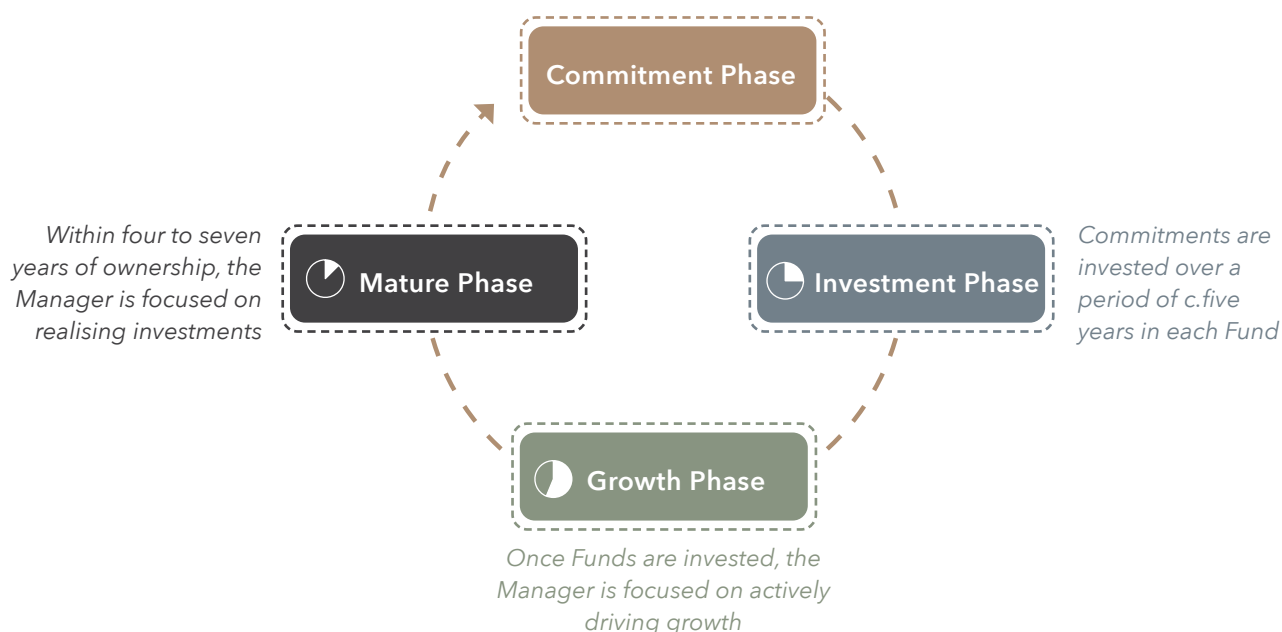 Commitment Phase
Within four to seven
years of ownership, the
Manager is focused on
realising investments
Mature Phase
Investment Phase
Commitments are
invested over a
period of c.five
years in each Fund
Growth Phase
Once Funds are invested, the
Manager is focused on actively
driving growth